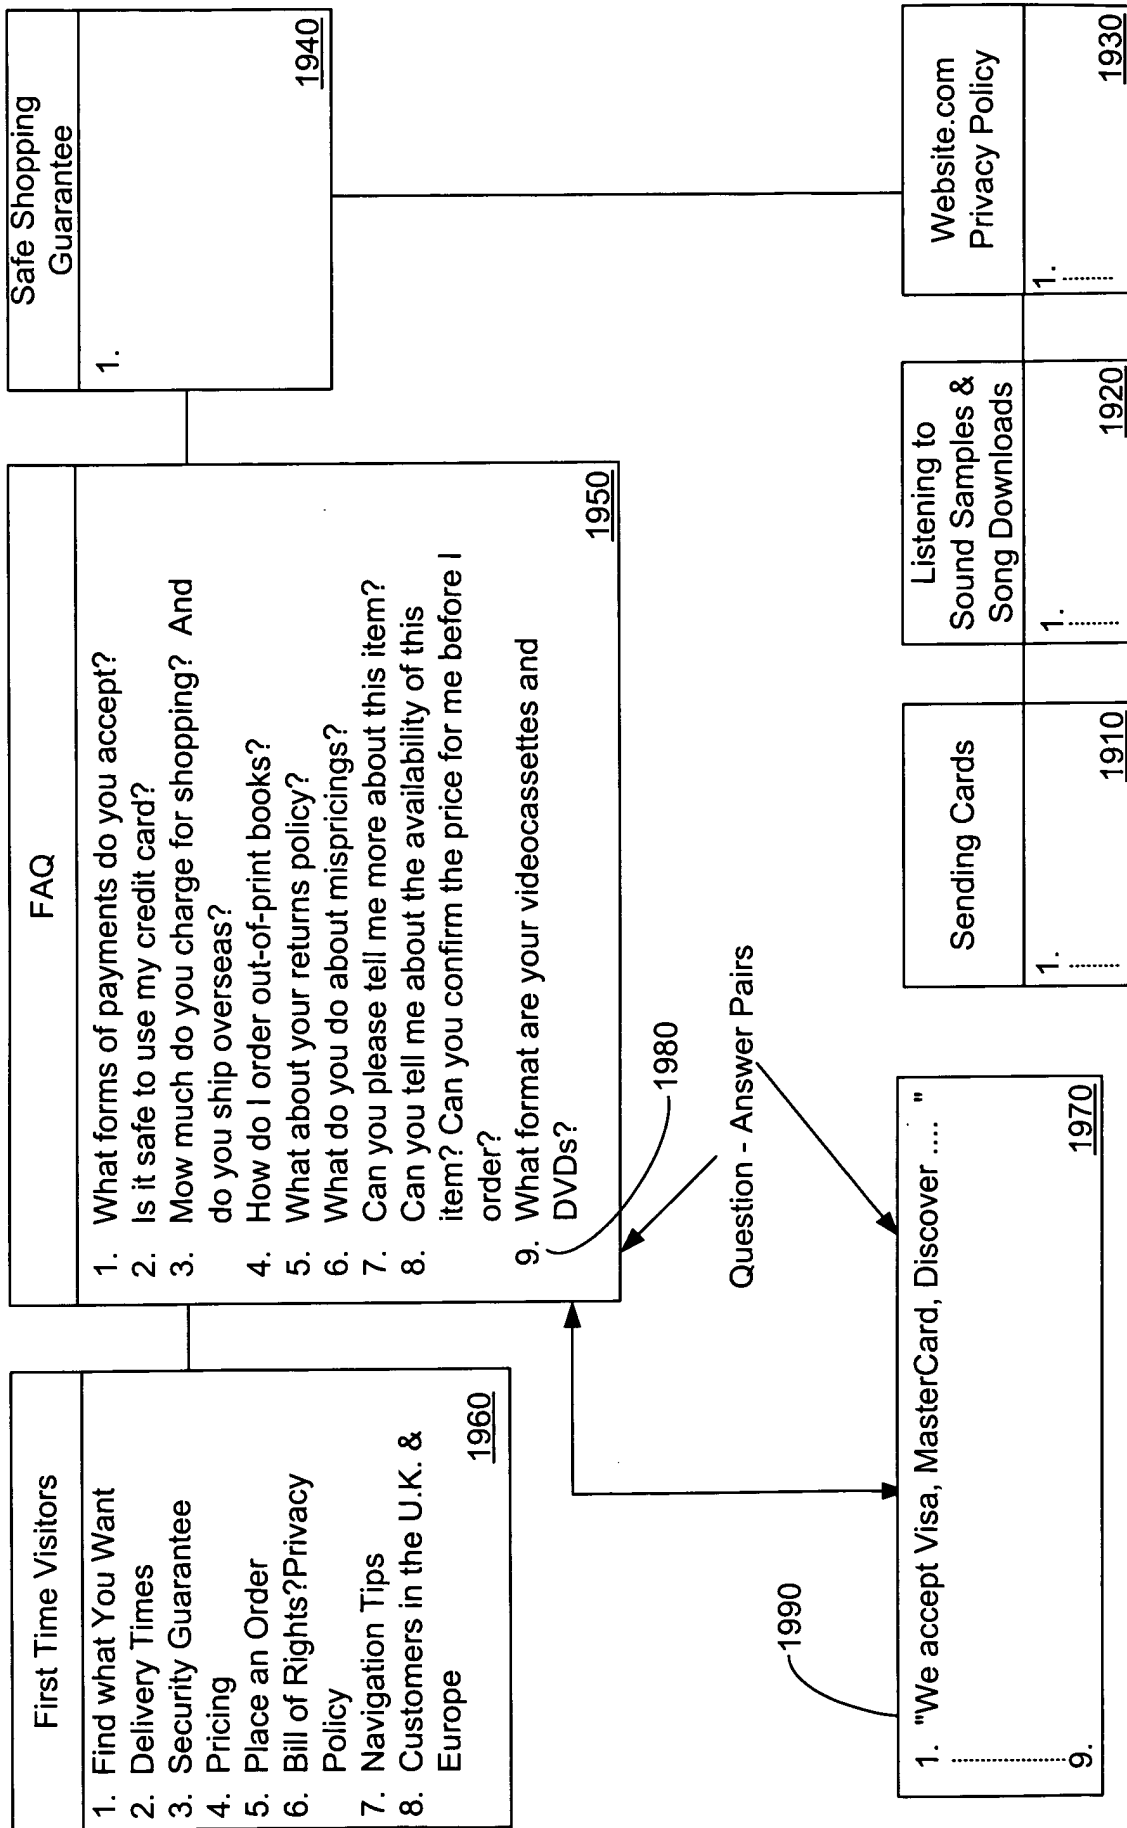 First Time Visitors
1. Find what You Want
2. Delivery Times
3. Security Guarantee
4. Pricing
5. Place an Order
6. Bill of Rights?Privacy
Policy
7. Navigation Tips
8. Customers in the U.K. &
Europe
1960
FAQ
1. What forms of payments do you accept?
2. Is it safe to use my credit card?
3. Mow much do you charge for shopping? And
do you ship overseas?
4. How do I order out-of-print books?
5. What about your returns policy?
6. What do you do about mispricings?
7. Can you please tell me more about this item?
8. Can you tell me about the availability of this
item? Can you confirm the price for me before I
order?
9. What format are your videocassettes and
DVDs?
1950
Safe Shopping
Guarantee
1.
1940
1980
Question - Answer Pairs
1990
1. "We accept Visa, MasterCard, Discover .... "
9.
1970
Sending Cards
1.
1910
Listening to
Sound Samples &
Song Downloads
1.
1920
Website.com
Privacy Policy
1.
1930